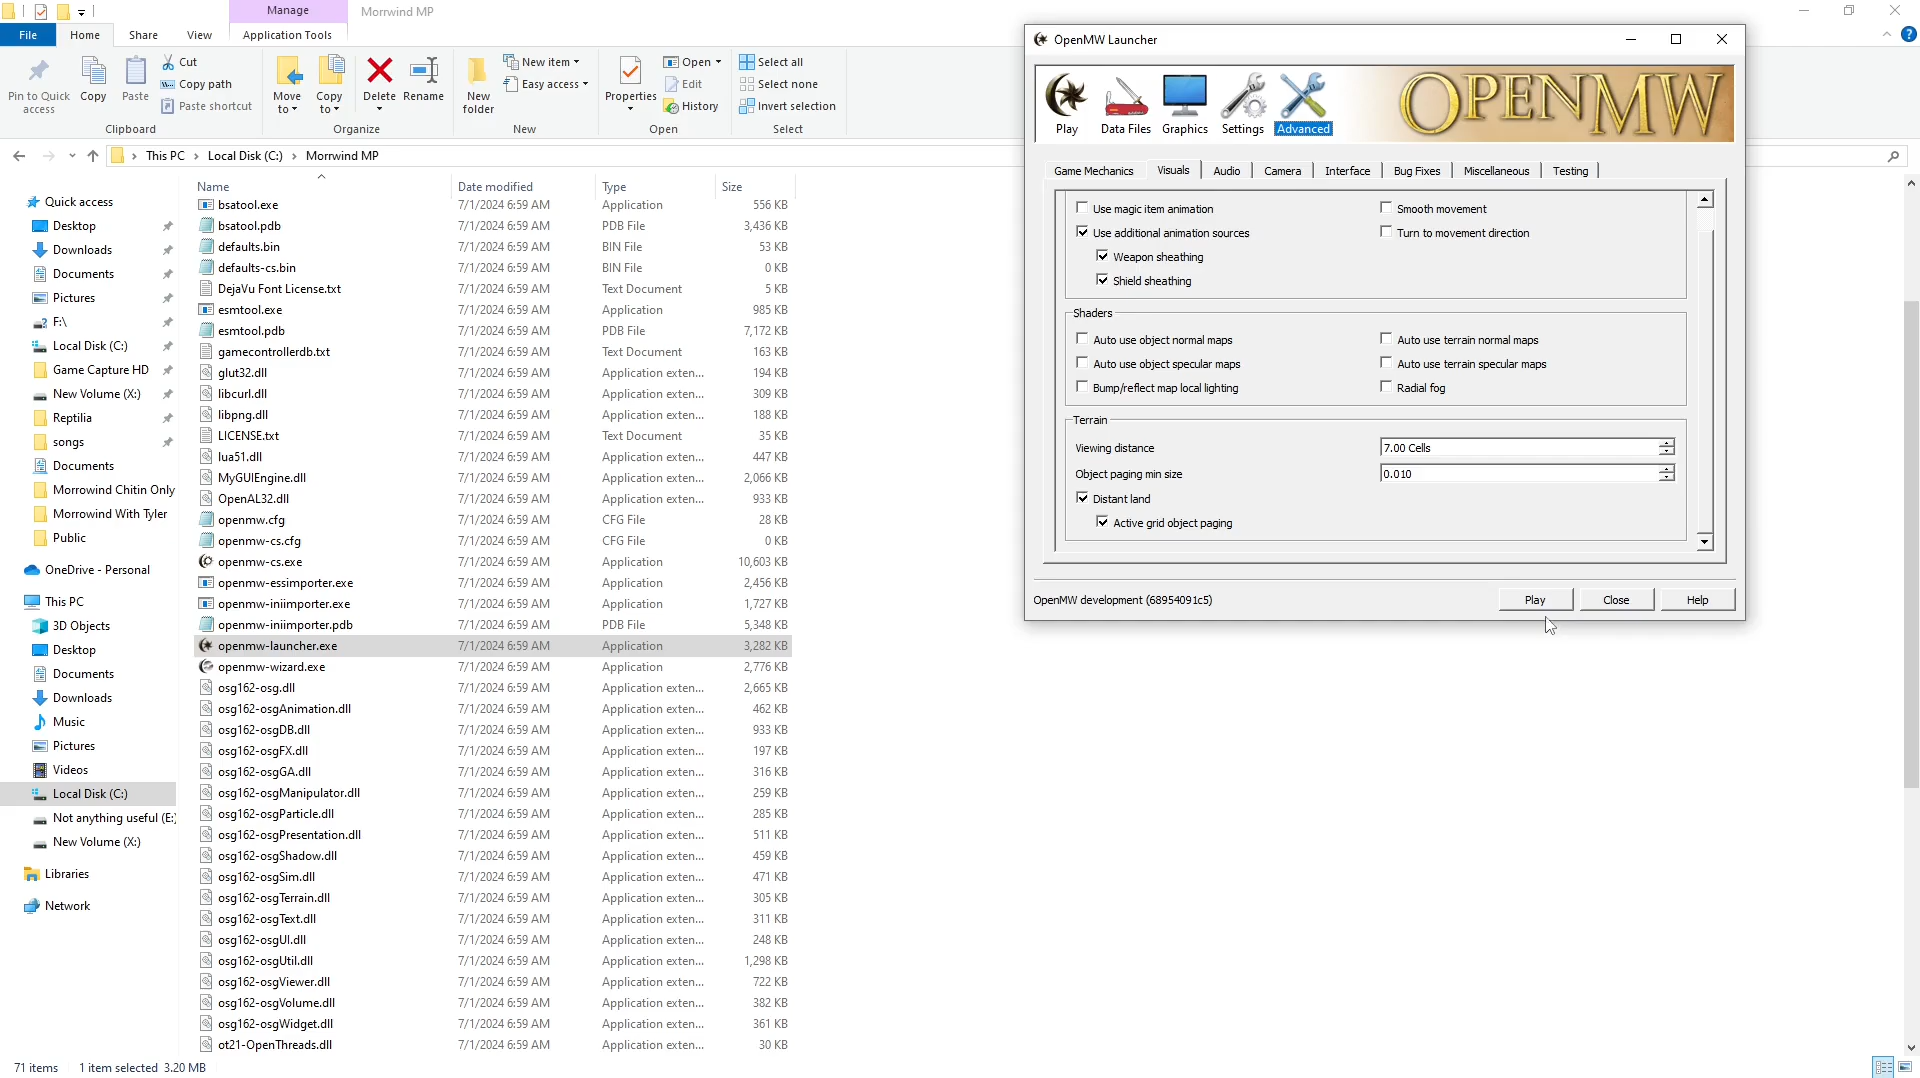 Manage
Morrwind MP
File
Home
Share
View
Application Tools
Pin to Quick access
Copy
Paste
Cut
Copy path
Paste shortcut
Clipboard
Move to
Copy to
Delete
Rename
Organize
New folder
New item
Easy access
New
Properties
Open
Edit
History
Open
Select all
Select none
Invert selection
Select
This PC
Local Disk (C:)
Morrwind MP
Quick access
Desktop
Downloads
Documents
Pictures
F:\
Local Disk (C:)
Game Capture HD
New Volume (X:)
Reptilia
songs
Documents
Morrowind Chitin Only
Morrowind With Tyler
Public
OneDrive - Personal
This PC
3D Objects
Desktop
Documents
Downloads
Music
Pictures
Videos
Local Disk (C:)
Not anything useful (E:)
New Volume (X:)
Libraries
Network
Name Date modified Type Size
bsatool.exe 7/1/2024 6:59 AM Application 556 KB
bsatool.pdb 7/1/2024 6:59 AM PDB File 3,436 KB
defaults.bin 7/1/2024 6:59 AM BIN File 53 KB
defaults-cs.bin 7/1/2024 6:59 AM BIN File 0 KB
DejaVu Font License.txt 7/1/2024 6:59 AM Text Document 5 KB
esmtool.exe 7/1/2024 6:59 AM Application 985 KB
esmtool.pdb 7/1/2024 6:59 AM PDB File 7,172 KB
gamecontrollerdb.txt 7/1/2024 6:59 AM Text Document 163 KB
glut32.dll 7/1/2024 6:59 AM Application exten... 194 KB
libcurl.dll 7/1/2024 6:59 AM Application exten... 309 KB
libpng.dll 7/1/2024 6:59 AM Application exten... 188 KB
LICENSE.txt 7/1/2024 6:59 AM Text Document 35 KB
lua51.dll 7/1/2024 6:59 AM Application exten... 447 KB
MyGUIEngine.dll 7/1/2024 6:59 AM Application exten... 2,066 KB
OpenAL32.dll 7/1/2024 6:59 AM Application exten... 933 KB
openmw.cfg 7/1/2024 6:59 AM CFG File 28 KB
openmw-cs.cfg 7/1/2024 6:59 AM CFG File 0 KB
openmw-cs.exe 7/1/2024 6:59 AM Application 10,603 KB
openmw-essimporter.exe 7/1/2024 6:59 AM Application 2,456 KB
openmw-iniimporter.exe 7/1/2024 6:59 AM Application 1,727 KB
openmw-iniimporter.pdb 7/1/2024 6:59 AM PDB File 5,348 KB
openmw-launcher.exe 7/1/2024 6:59 AM Application 3,282 KB
openmw-wizard.exe 7/1/2024 6:59 AM Application 2,776 KB
osg162-osg.dll 7/1/2024 6:59 AM Application exten... 2,665 KB
osg162-osgAnimation.dll 7/1/2024 6:59 AM Application exten... 462 KB
osg162-osgDB.dll 7/1/2024 6:59 AM Application exten... 933 KB
osg162-osgFX.dll 7/1/2024 6:59 AM Application exten... 197 KB
osg162-osgGA.dll 7/1/2024 6:59 AM Application exten... 316 KB
osg162-osgManipulator.dll 7/1/2024 6:59 AM Application exten... 259 KB
osg162-osgParticle.dll 7/1/2024 6:59 AM Application exten... 285 KB
osg162-osgPresentation.dll 7/1/2024 6:59 AM Application exten... 511 KB
osg162-osgShadow.dll 7/1/2024 6:59 AM Application exten... 459 KB
osg162-osgSim.dll 7/1/2024 6:59 AM Application exten... 471 KB
osg162-osgTerrain.dll 7/1/2024 6:59 AM Application exten... 305 KB
osg162-osgText.dll 7/1/2024 6:59 AM Application exten... 311 KB
osg162-osgUI.dll 7/1/2024 6:59 AM Application exten... 248 KB
osg162-osgUtil.dll 7/1/2024 6:59 AM Application exten... 1,298 KB
osg162-osgViewer.dll 7/1/2024 6:59 AM Application exten... 722 KB
osg162-osgVolume.dll 7/1/2024 6:59 AM Application exten... 382 KB
osg162-osgWidget.dll 7/1/2024 6:59 AM Application exten... 361 KB
ot21-OpenThreads.dll 7/1/2024 6:59 AM Application exten... 30 KB
71 items 1 item selected 3.20 MB
OpenMW Launcher
Play
Data Files
Graphics
Settings
Advanced
OPENMW
Game Mechanics
Visuals
Audio
Camera
Interface
Bug Fixes
Miscellaneous
Testing
Use magic item animation
Smooth movement
Use additional animation sources
Turn to movement direction
Weapon sheathing
Shield sheathing
Shaders
Auto use object normal maps
Auto use terrain normal maps
Auto use object specular maps
Auto use terrain specular maps
Bump/reflect map local lighting
Radial fog
Terrain
Viewing distance
7.00 Cells
Object paging min size
0.010
Distant land
Active grid object paging
OpenMW development (68954091c5)
Play
Close
Help